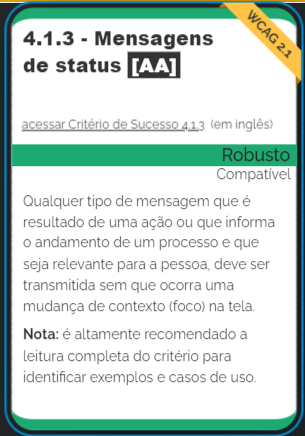 WCAG 2.1
4.1.3 - Mensagens
de status [AA]
acessar Critério de Sucesso 4.1.3 (em inglês)
Robusto
Compatível
Qualquer tipo de mensagem que é
resultado de uma ação ou que informa
o andamento de um processo e que
seja relevante para a pessoa, deve ser
transmitida sem que ocorra uma
mudança de contexto (foco) na tela.
Nota: é altamente recomendado a
leitura completa do critério para
identificar exemplos e casos de uso.